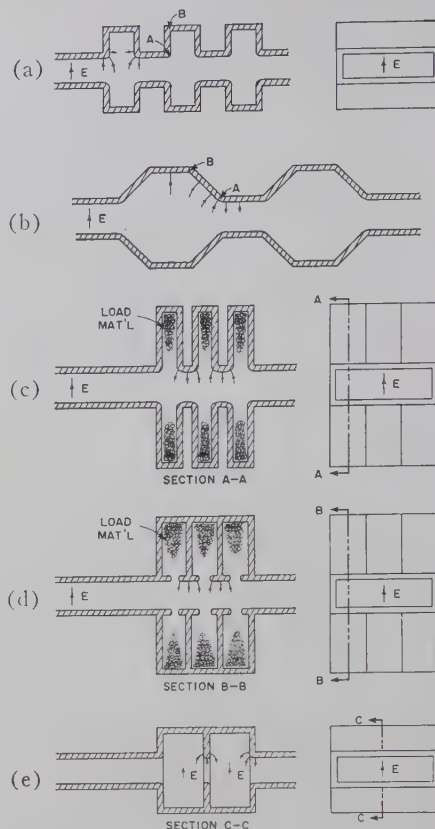 (a)
A
B
E
E
E
(b)
B
A
E
(c)
LOAD
MAT'L
E
SECTION A-A
A
E
A
(d)
LOAD
MAT'L
E
SECTION B-B
B
E
B
(e)
E
E
SECTION C-C
C
E
C